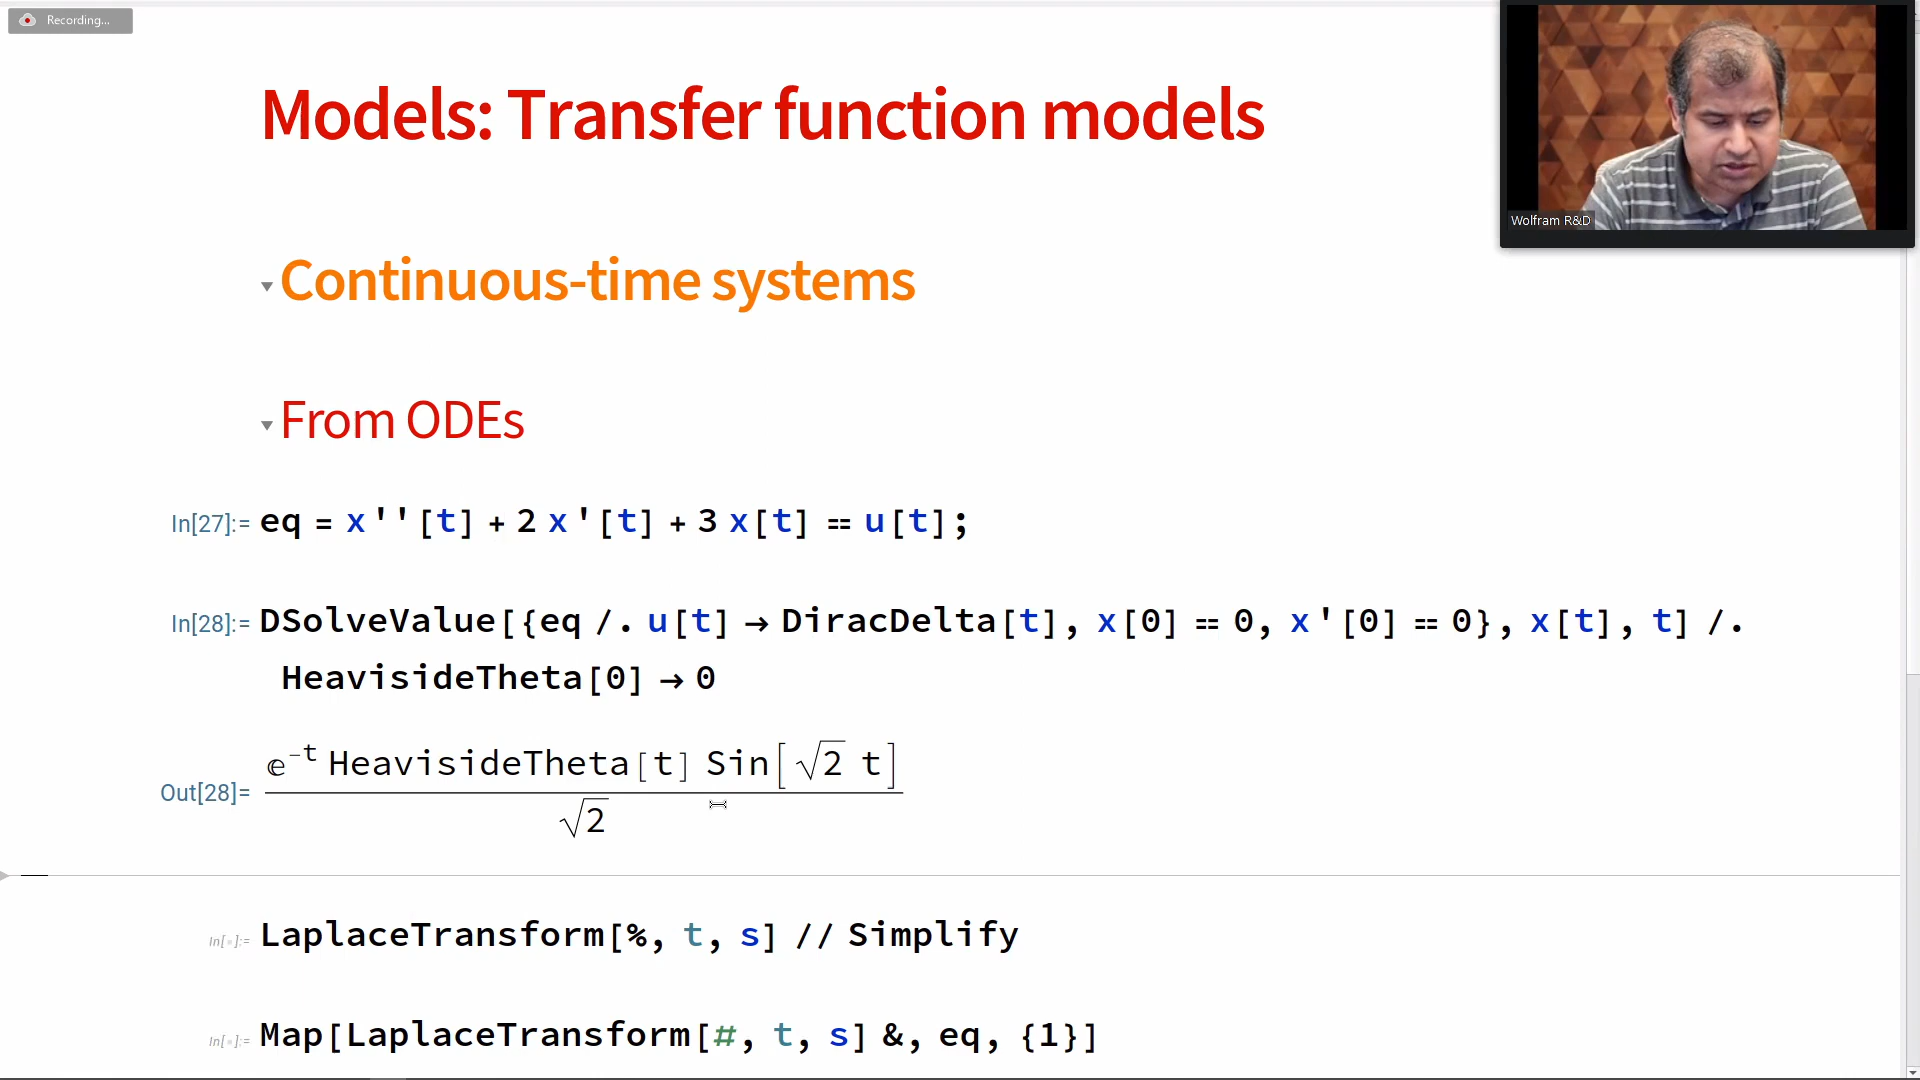 Recording...
Models: Transfer function models
Wolfram R&D
Continuous-time systems
From ODEs
In[27]:= eq = x''[t] + 2 x'[t] + 3 x[t] == u[t];
In[28]:= DSolveValue[{eq /. u[t] → DiracDelta[t], x[0] == 0, x'[0] == 0}, x[t], t] /.
HeavisideTheta[0] → 0
Out[28]= ⅇ^-t HeavisideTheta[t] Sin[√2 t]
√2
In[◦]:= LaplaceTransform[%, t, s] // Simplify
In[◦]:= Map[LaplaceTransform[#, t, s] &, eq, {1}]